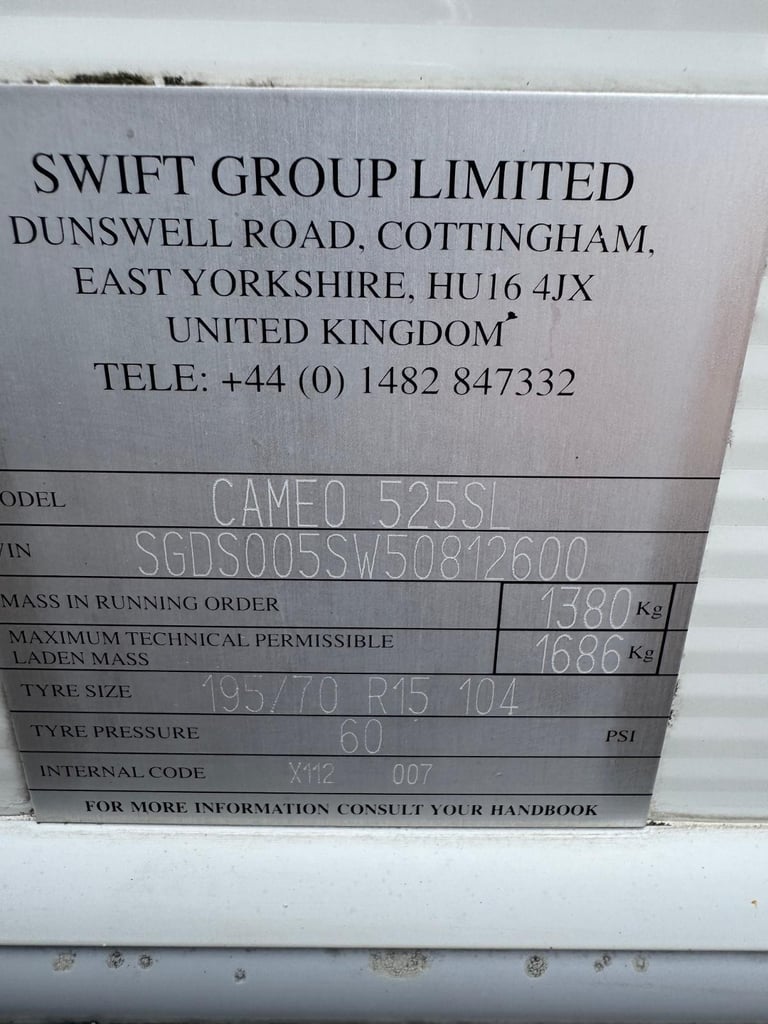 SWIFT GROUP LIMITED
DUNSWELL ROAD, COTTINGHAM,
EAST YORKSHIRE, HU16 4JX
UNITED KINGDOM
TELE: +44 (0) 1482 847332
ODEL CAMEO 525SL
IN SGDS005SW50812600
MASS IN RUNNING ORDER 1380 Kg
MAXIMUM TECHNICAL PERMISSIBLE
LADEN MASS 1686 Kg
TYRE SIZE 195/70 R15 104
TYRE PRESSURE 60 PSI
INTERNAL CODE X112 007
FOR MORE INFORMATION CONSULT YOUR HANDBOOK